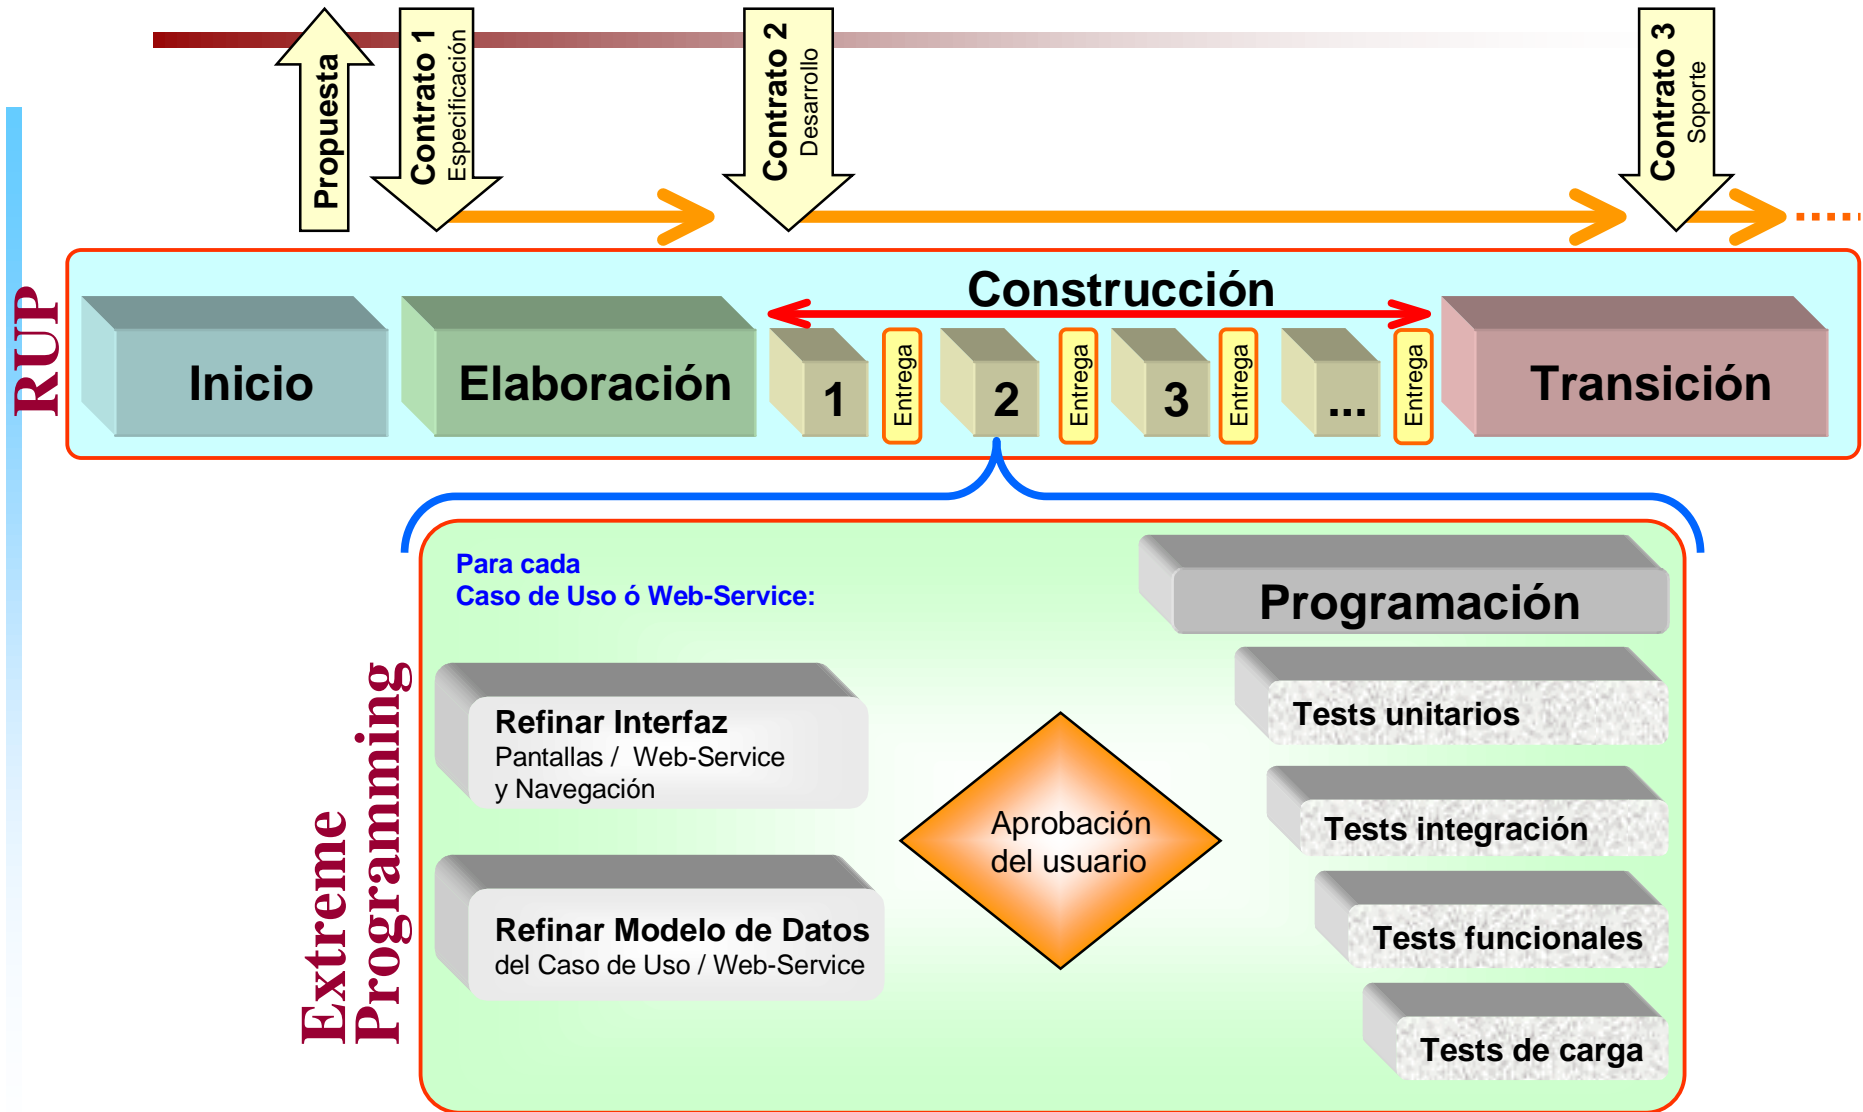 Propuesta
Contrato 1
Especificación
Contrato 2
Desarrollo
Contrato 3
Soporte
RUP
Construcción
Inicio
Elaboración
1
Entrega
2
Entrega
3
Entrega
...
Entrega
Transición
Extreme
Programming
Para cada
Caso de Uso ó Web-Service:
Refinar Interfaz
Pantallas / Web-Service
y Navegación
Refinar Modelo de Datos
del Caso de Uso / Web-Service
Aprobación
del usuario
Programación
Tests unitarios
Tests integración
Tests funcionales
Tests de carga